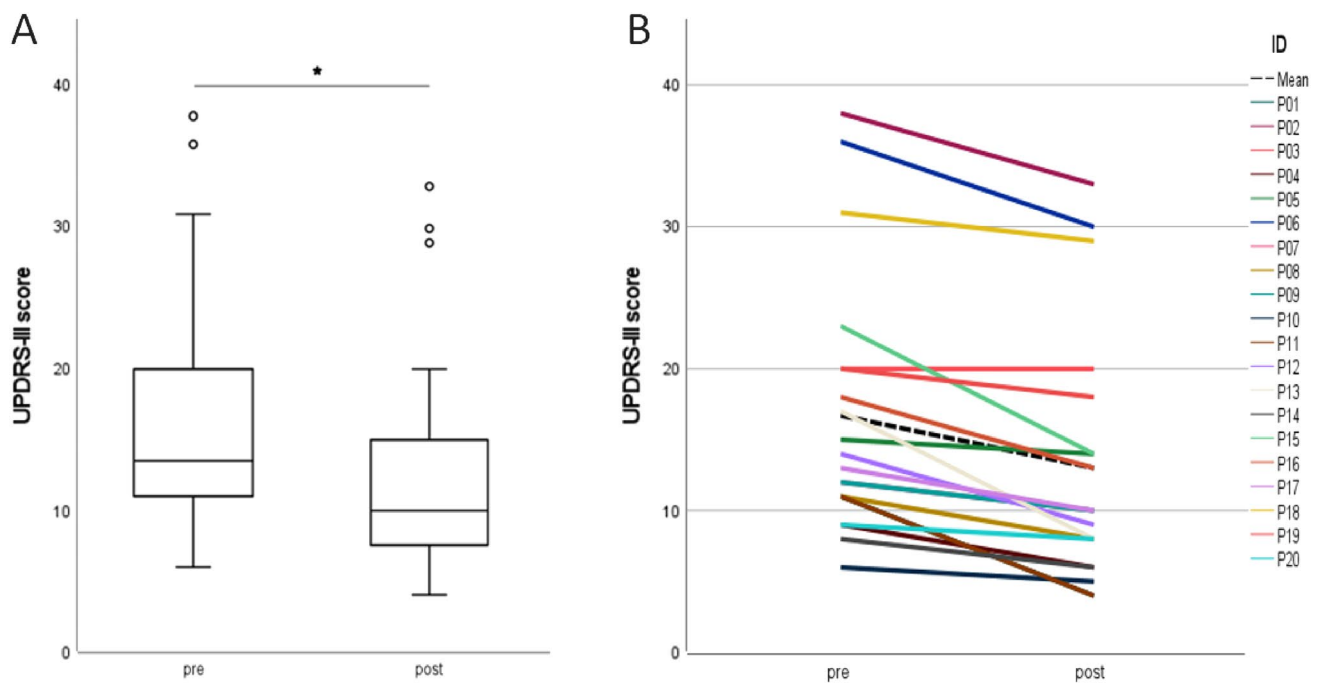 A
UPDRS-III score
40
30
20
10
0
*
pre
post
B
UPDRS-III score
40
30
20
10
0
pre
post
ID
Mean
P01
P02
P03
P04
P05
P06
P07
P08
P09
P10
P11
P12
P13
P14
P15
P16
P17
P18
P19
P20